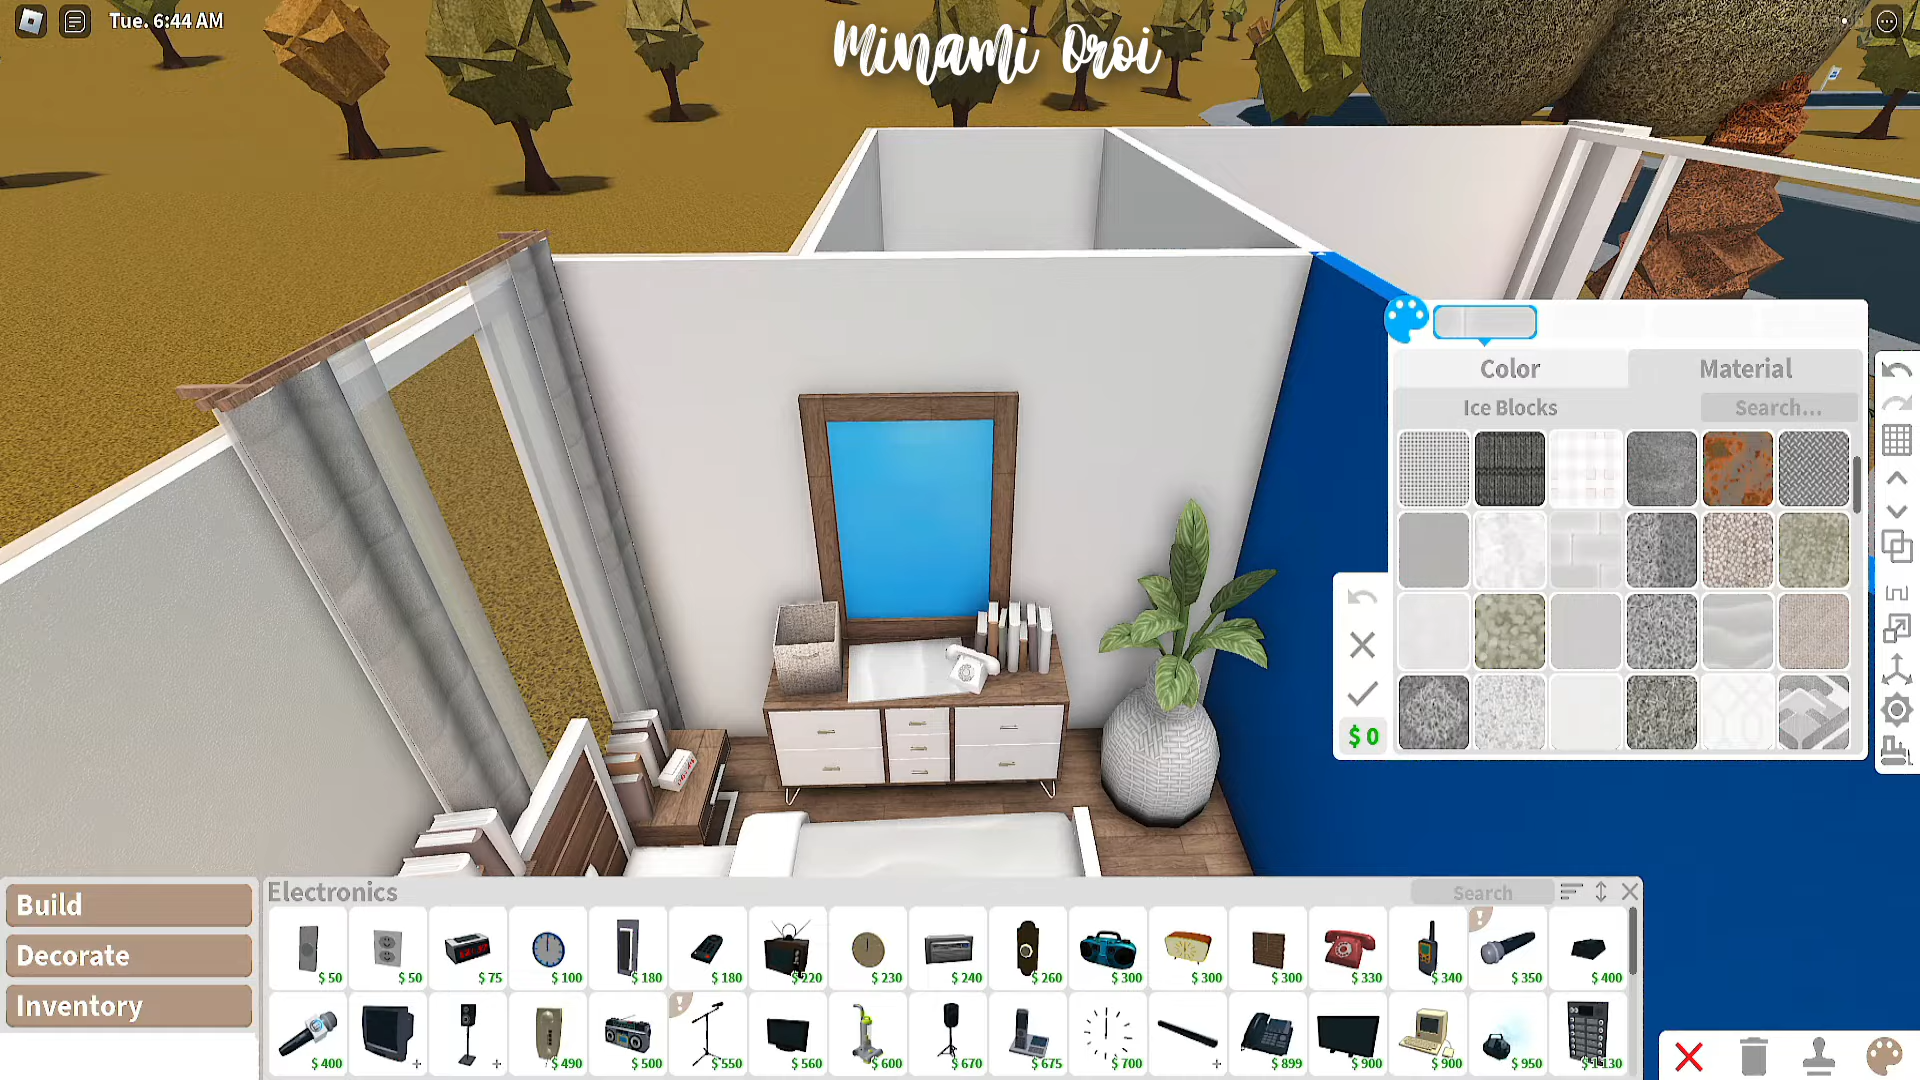 Tue. 6:44 AM
Minami Oroi
Color
Material
Ice Blocks
Search...
$ 0
Build
Decorate
Inventory
Electronics
Search
$ 50
$ 50
$ 75
$ 100
$ 180
$ 180
$ 220
$ 230
$ 240
$ 260
$ 300
$ 300
$ 300
$ 330
$ 340
$ 350
$ 400
$ 400
$ 490
$ 500
$ 550
$ 560
$ 600
$ 670
$ 675
$ 700
$ 899
$ 900
$ 900
$ 950
$ 1130